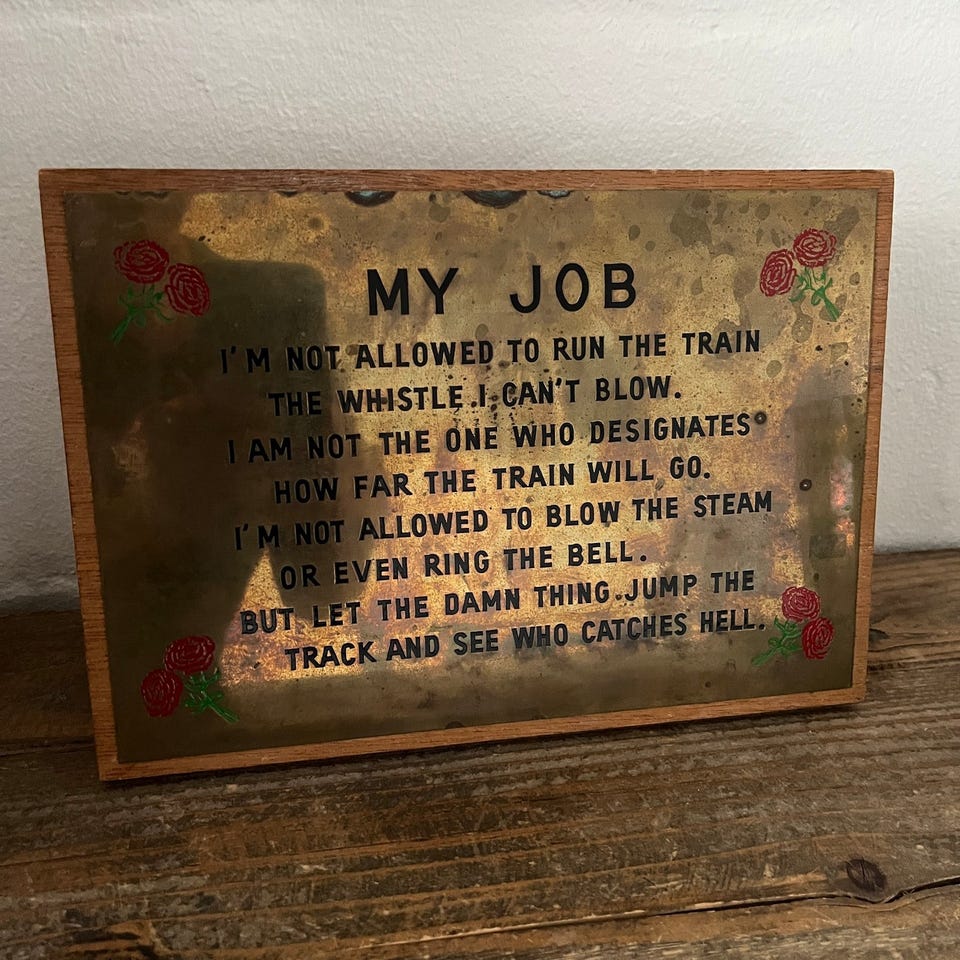 MY JOB
I'M NOT ALLOWED TO RUN THE TRAIN
THE WHISTLE I CAN'T BLOW.
I AM NOT THE ONE WHO DESIGNATES
HOW FAR THE TRAIN WILL GO.
I'M NOT ALLOWED TO BLOW THE STEAM
OR EVEN RING THE BELL.
BUT LET THE DAMN THING JUMP THE
TRACK AND SEE WHO CATCHES HELL.